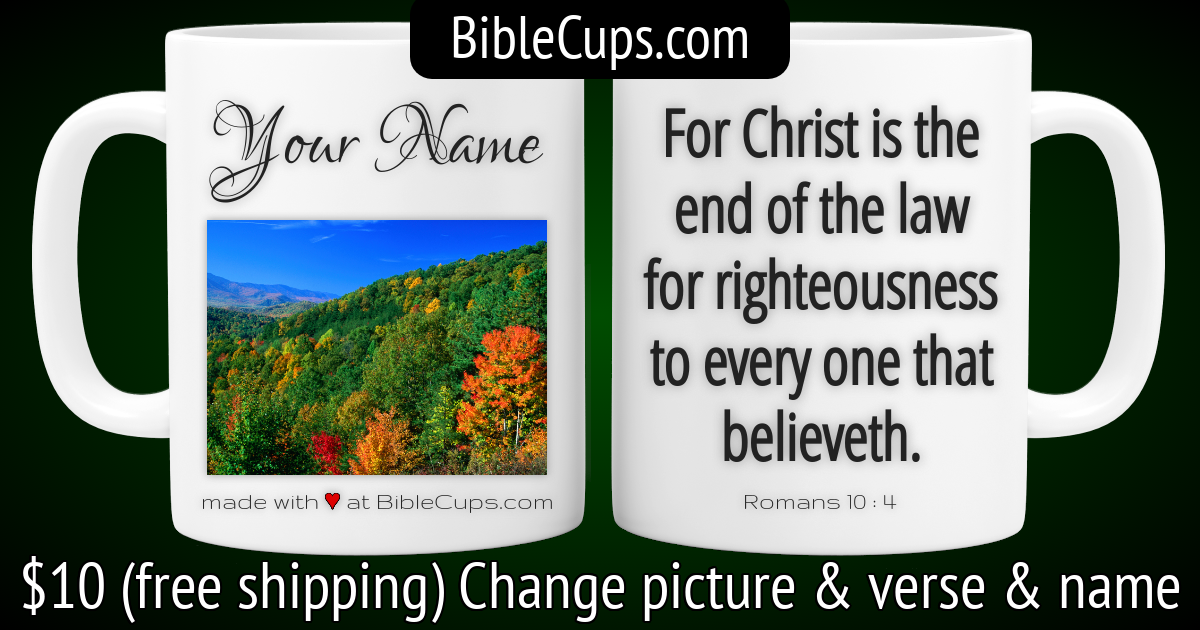 BibleCups.com
Your Name
made with ♥ at BibleCups.com
For Christ is the
end of the law
for righteousness
to every one that
believeth.
Romans 10 : 4
$10 (free shipping) Change picture & verse & name